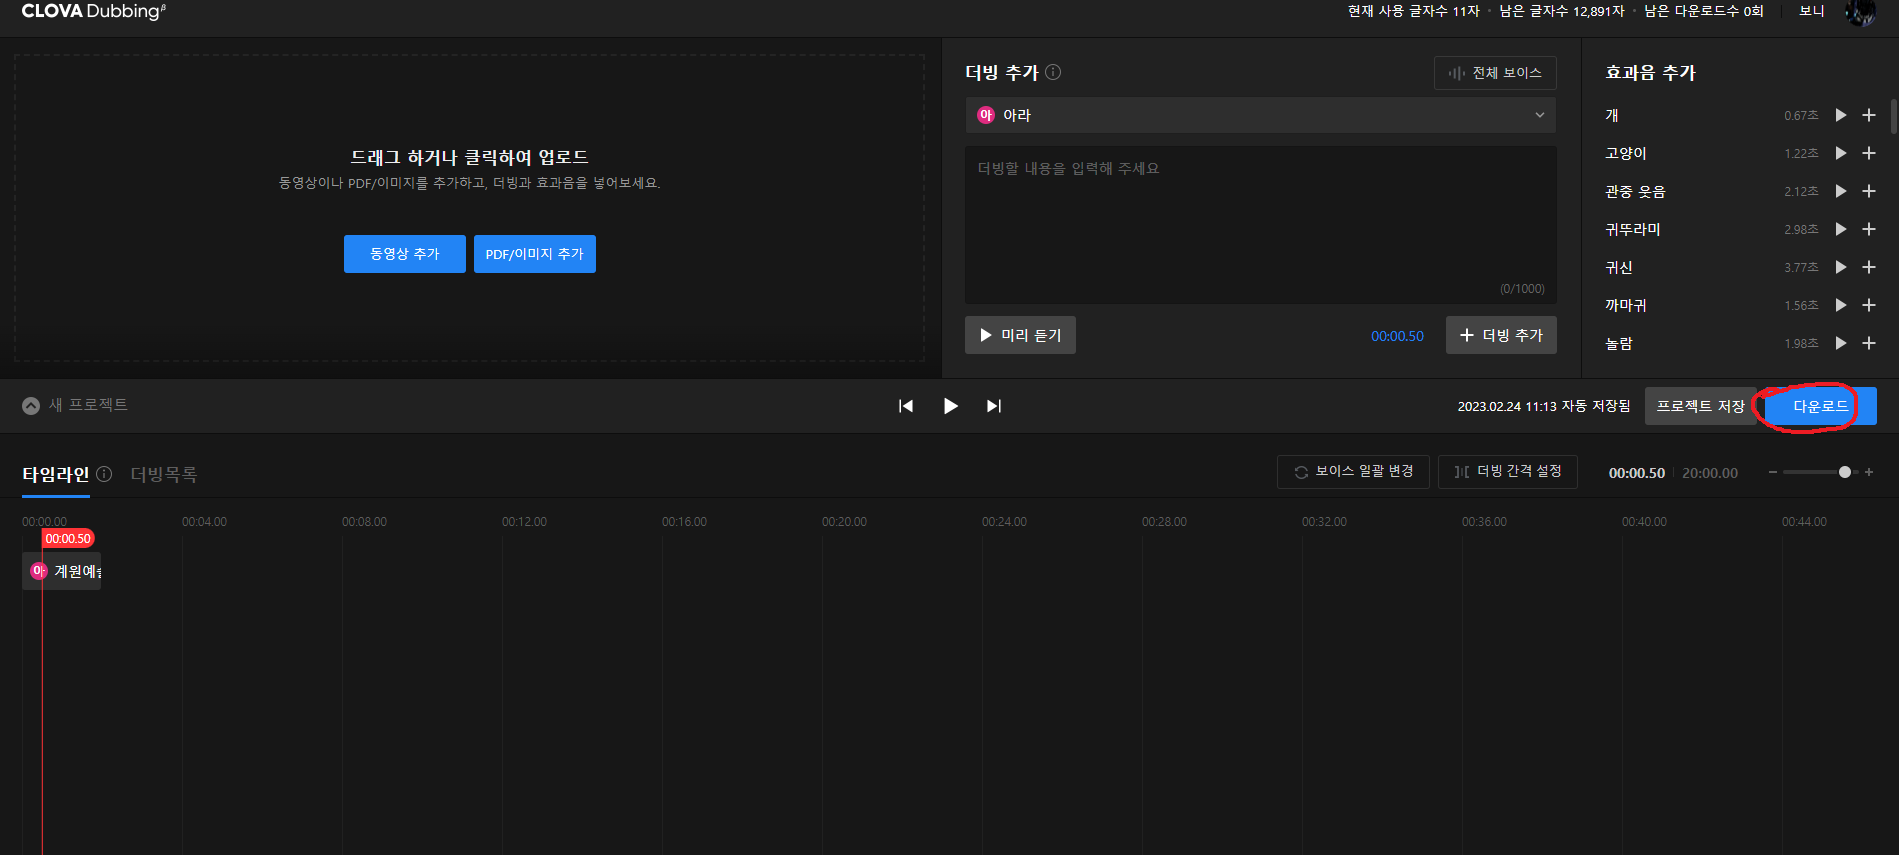 CLOVA Dubbing β
현재 사용 글자수 11자 · 남은 글자수 12,891자 · 남은 다운로드수 0회
보니
드래그 하거나 클릭하여 업로드
동영상이나 PDF/이미지를 추가하고, 더빙과 효과음을 넣어보세요.
동영상 추가
PDF/이미지 추가
더빙 추가
전체 보이스
아 아라
더빙할 내용을 입력해 주세요
(0/1000)
미리 듣기
00:00.50
더빙 추가
효과음 추가
개 0.67초
고양이 1.22초
관중 웃음 2.12초
귀뚜라미 2.98초
귀신 3.77초
까마귀 1.56초
놀람 1.98초
새 프로젝트
2023.02.24 11:13 자동 저장됨
프로젝트 저장
다운로드
타임라인
더빙목록
보이스 일괄 변경
더빙 간격 설정
00:00.50 20:00.00
00:00.00 00:04.00 00:08.00 00:12.00 00:16.00 00:20.00 00:24.00 00:28.00 00:32.00 00:36.00 00:40.00 00:44.00
00:00.50
아 계원예술